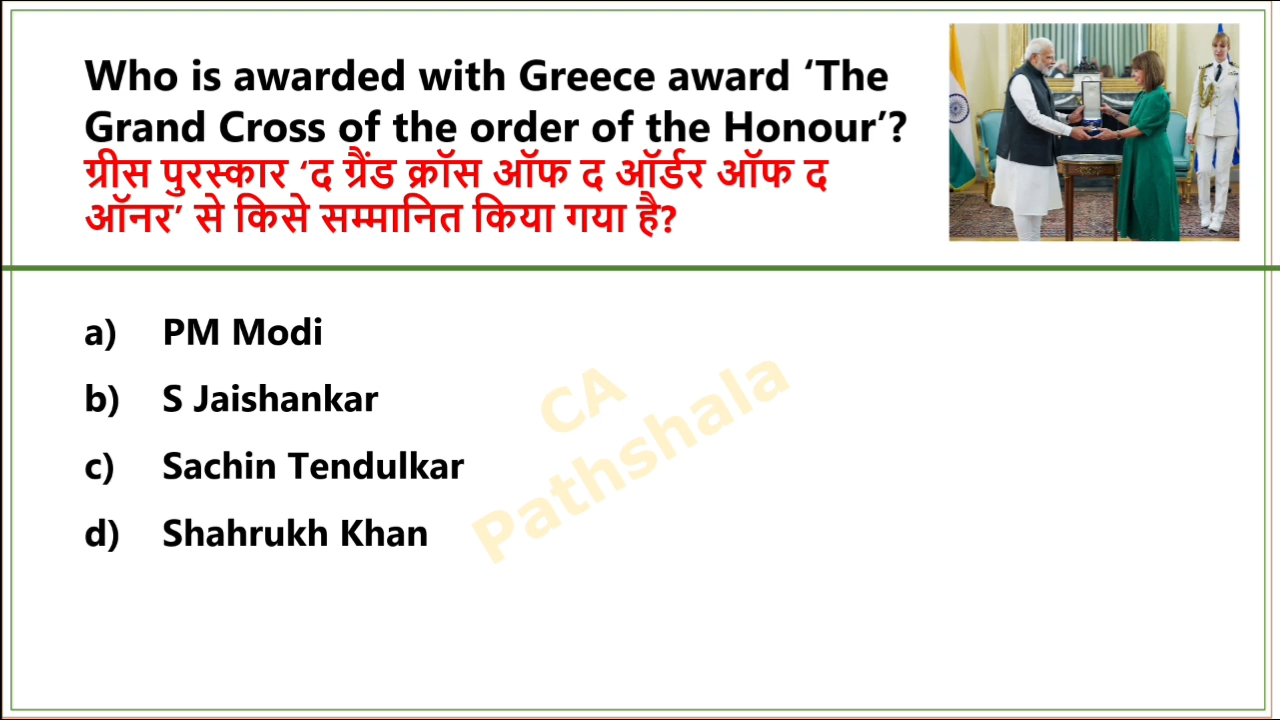 Who is awarded with Greece award ‘The
Grand Cross of the order of the Honour’?
ग्रीस पुरस्कार ‘द ग्रैंड क्रॉस ऑफ द ऑर्डर ऑफ द
ऑनर’ से किसे सम्मानित किया गया है?
a) PM Modi
b) S Jaishankar
c) Sachin Tendulkar
d) Shahrukh Khan
CA
Pathshala